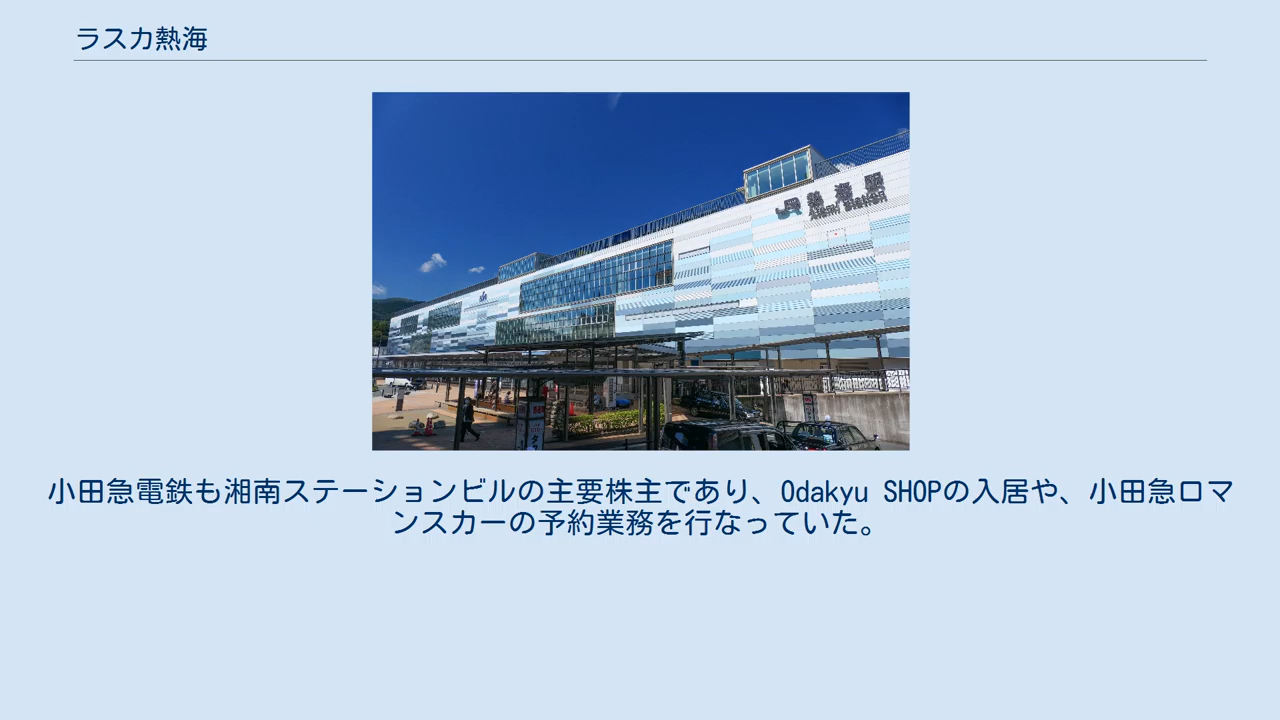 ラスカ熱海
JR 熱海駅
Atami Station
小田急電鉄も湘南ステーションビルの主要株主であり、Odakyu SHOPの入居や、小田急ロマ
ンスカーの予約業務を行なっていた。